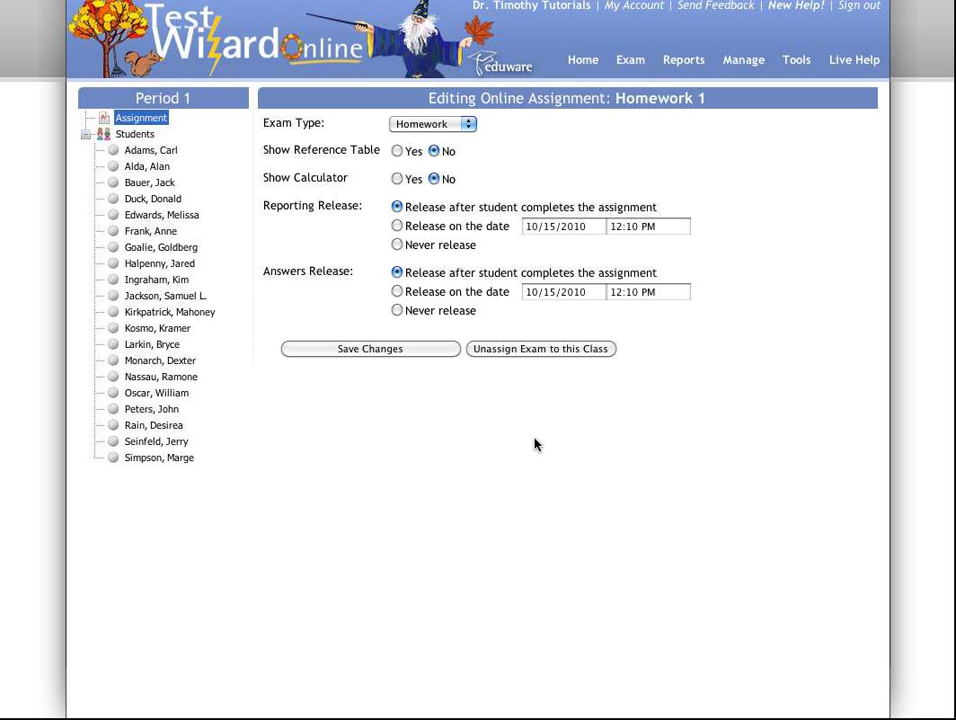 Dr. Timothy Tutorials | My Account | Send Feedback | New Help! | Sign out
Test
Wizard Online
eduware
Home Exam Reports Manage Tools Live Help
Period 1
Editing Online Assignment: Homework 1
Assignment
Students
Adams, Carl
Alda, Alan
Bauer, Jack
Duck, Donald
Edwards, Melissa
Frank, Anne
Goalie, Goldberg
Halpenny, Jared
Ingraham, Kim
Jackson, Samuel L.
Kirkpatrick, Mahoney
Kosmo, Kramer
Larkin, Bryce
Monarch, Dexter
Nassau, Ramone
Oscar, William
Peters, John
Rain, Desirea
Seinfeld, Jerry
Simpson, Marge
Exam Type: Homework
Show Reference Table Yes No
Show Calculator Yes No
Reporting Release: Release after student completes the assignment
Release on the date 10/15/2010 12:10 PM
Never release
Answers Release: Release after student completes the assignment
Release on the date 10/15/2010 12:10 PM
Never release
Save Changes Unassign Exam to this Class